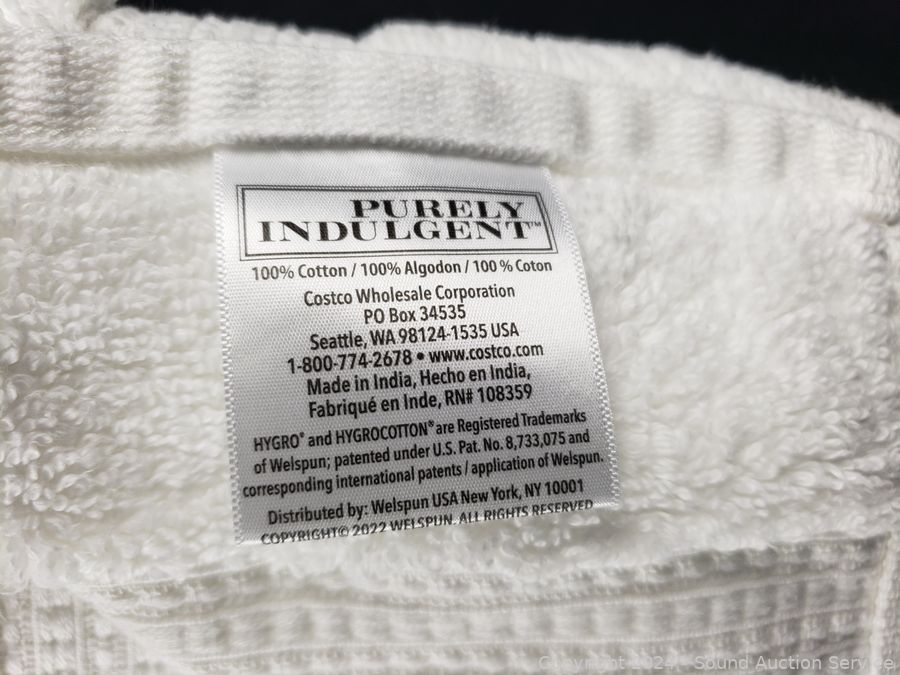 PURELY
INDULGENT™
100% Cotton / 100% Algodon / 100 % Coton
Costco Wholesale Corporation
PO Box 34535
Seattle, WA 98124-1535 USA
1-800-774-2678 • www.costco.com
Made in India, Hecho en India,
Fabriqué en Inde, RN# 108359
HYGRO® and HYGROCOTTON® are Registered Trademarks
of Welspun; patented under U.S. Pat. No. 8,733,075 and
corresponding international patents / application of Welspun.
Distributed by: Welspun USA New York, NY 10001
COPYRIGHT© 2022 WELSPUN. ALL RIGHTS RESERVED
Copyright 2024 - Sound Auction Service